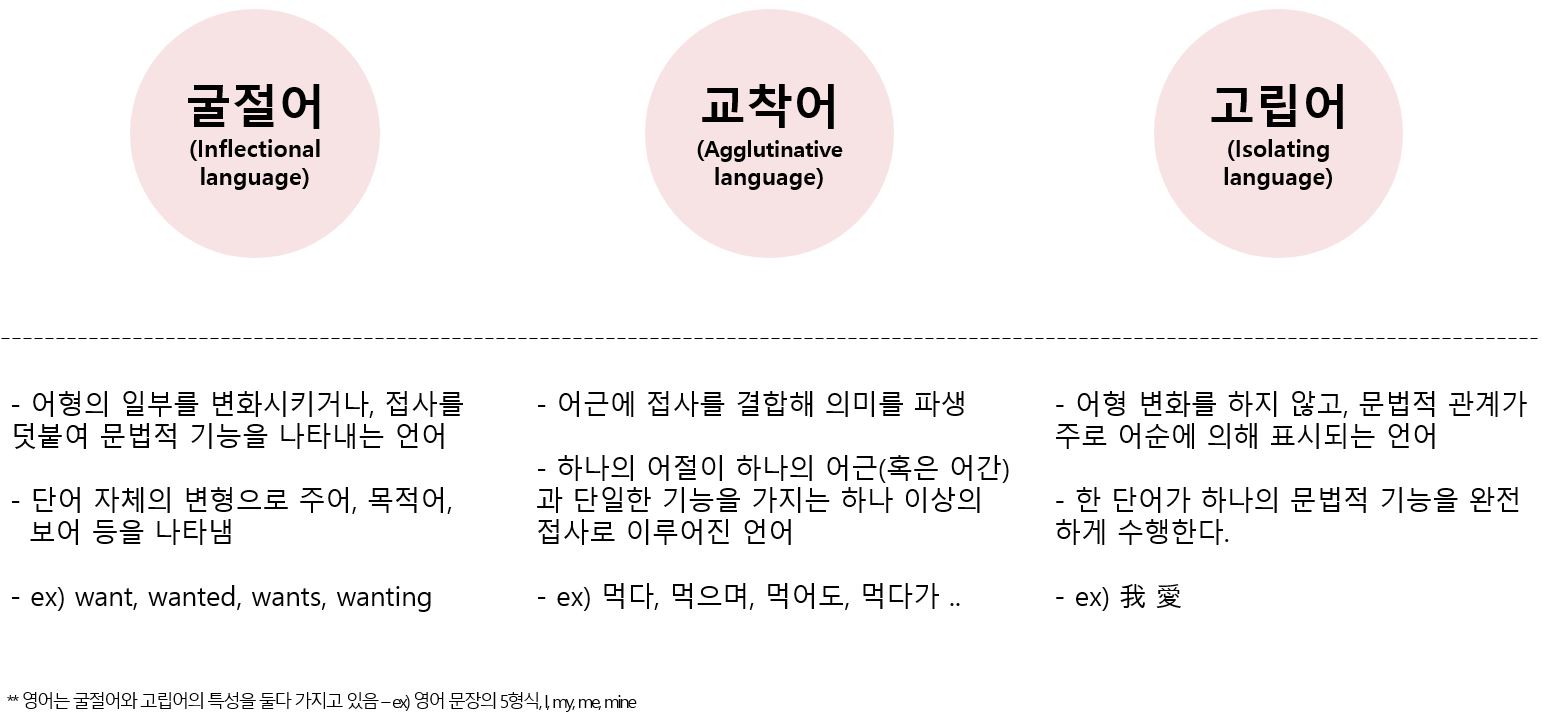 굴절어
(Inflectional
language)
교착어
(Agglutinative
language)
고립어
(Isolating
language)
- 어형의 일부를 변화시키거나, 접사를
덧붙여 문법적 기능을 나타내는 언어
- 단어 자체의 변형으로 주어, 목적어,
보어 등을 나타냄
- ex) want, wanted, wants, wanting
- 어근에 접사를 결합해 의미를 파생
- 하나의 어절이 하나의 어근(혹은 어간)
과 단일한 기능을 가지는 하나 이상의
접사로 이루어진 언어
- ex) 먹다, 먹으며, 먹어도, 먹다가 ..
- 어형 변화를 하지 않고, 문법적 관계가
주로 어순에 의해 표시되는 언어
- 한 단어가 하나의 문법적 기능을 완전
하게 수행한다.
- ex) 我 愛
** 영어는 굴절어와 고립어의 특성을 둘다 가지고 있음 – ex) 영어 문장의 5형식, I, my, me, mine